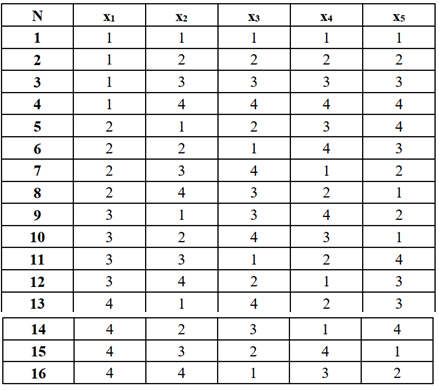 N x₁ x₂ x₃ x₄ x₅
1 1 1 1 1 1
2 1 2 2 2 2
3 1 3 3 3 3
4 1 4 4 4 4
5 2 1 2 3 4
6 2 2 1 4 3
7 2 3 4 1 2
8 2 4 3 2 1
9 3 1 3 4 2
10 3 2 4 3 1
11 3 3 1 2 4
12 3 4 2 1 3
13 4 1 4 2 3
14 4 2 3 1 4
15 4 3 2 4 1
16 4 4 1 3 2